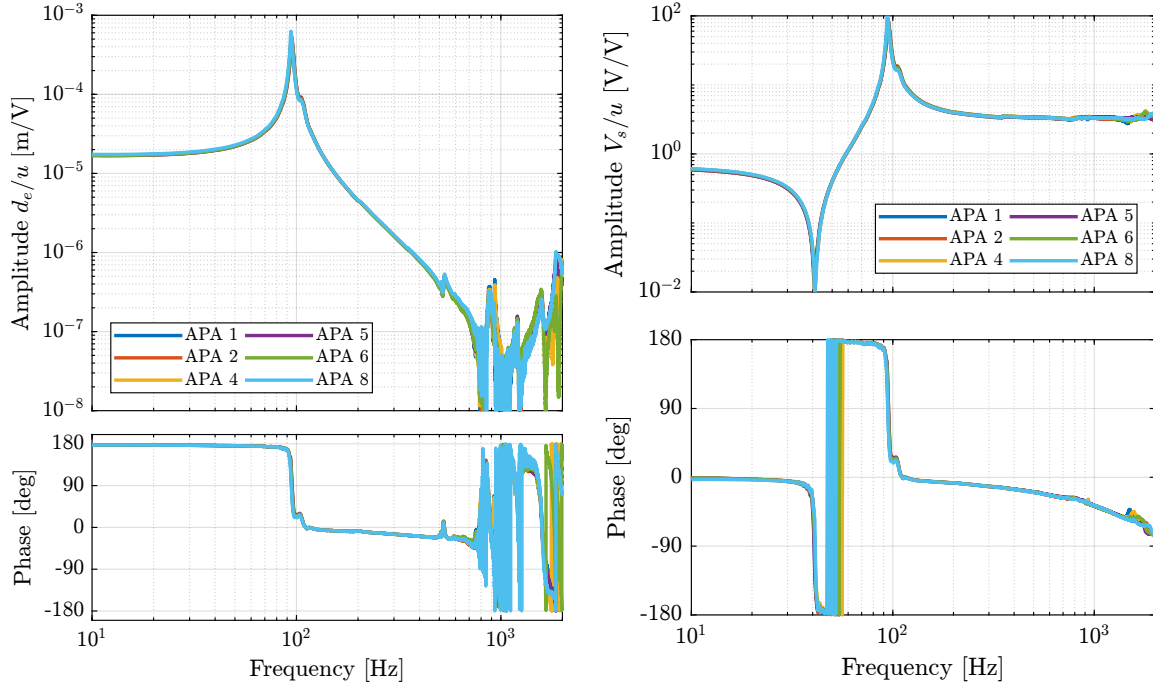 10−3
10−4
10−5
10−6
10−7
10−8
Amplitude de/u [m/V]
APA 1 APA 5
APA 2 APA 6
APA 4 APA 8
180
90
0
-90
-180
Phase [deg]
10^1 10^2 10^3
Frequency [Hz]
10^2
10^0
10^−2
Amplitude Vs/u [V/V]
APA 1 APA 5
APA 2 APA 6
APA 4 APA 8
180
90
0
-90
-180
Phase [deg]
10^1 10^2 10^3
Frequency [Hz]